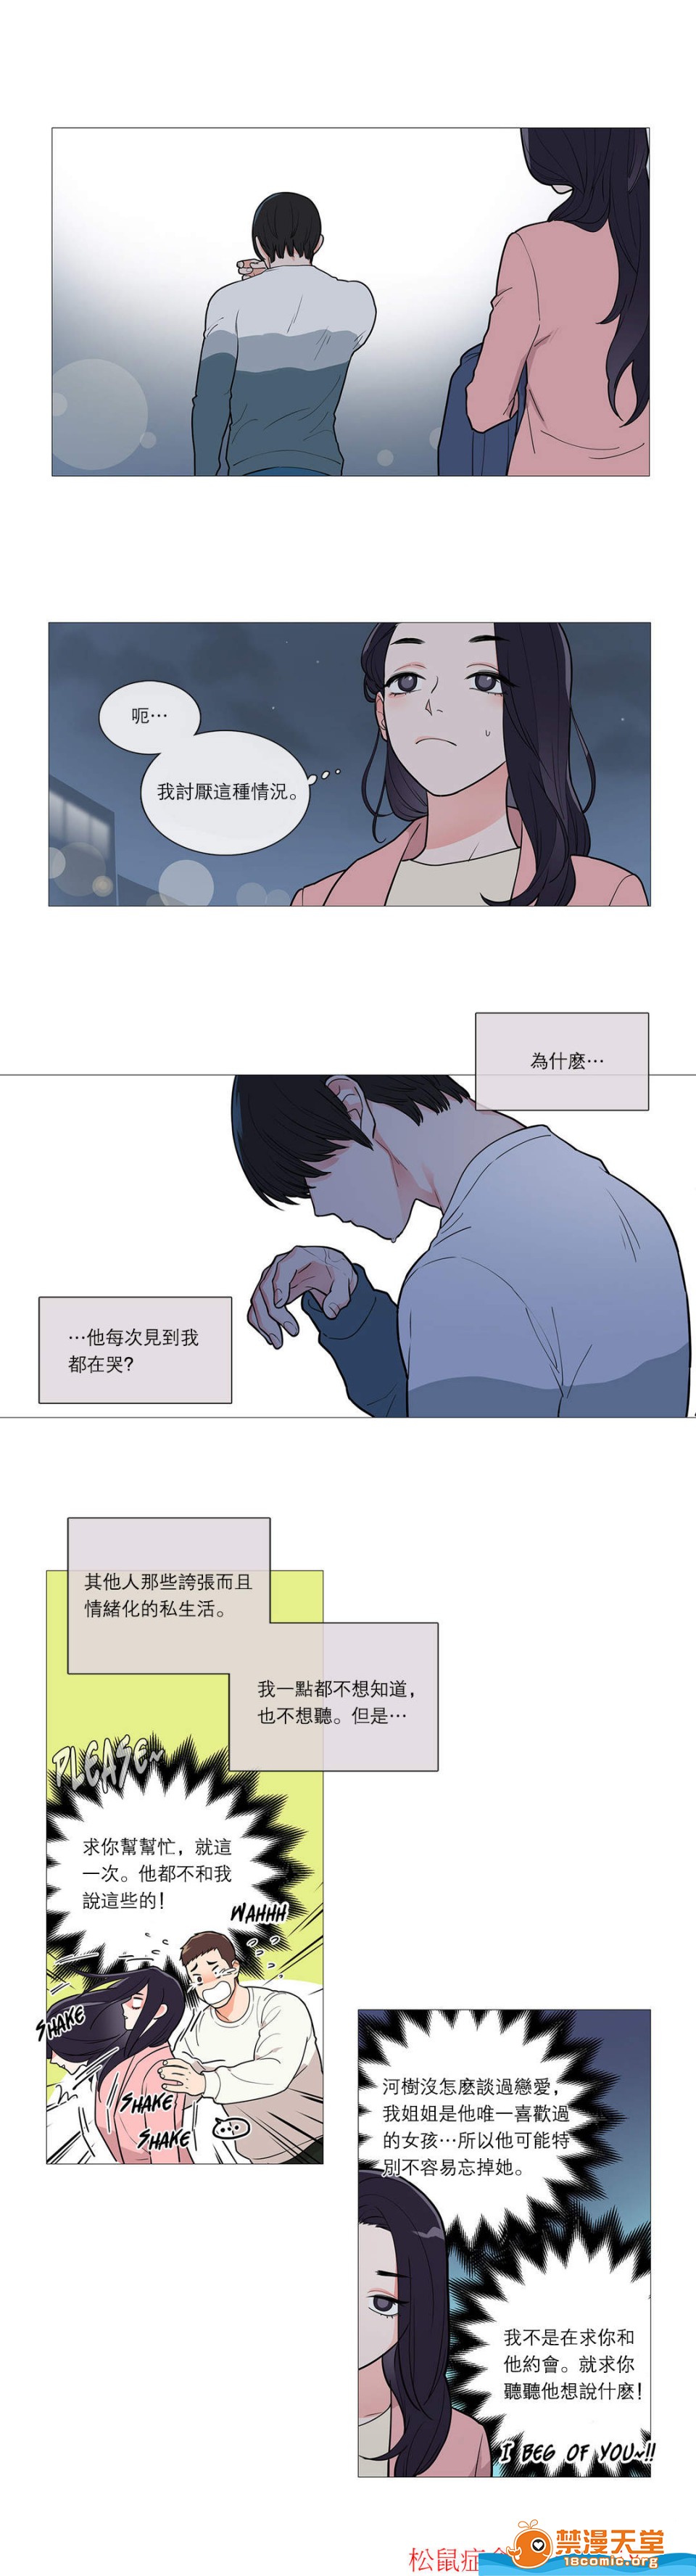 呃⋯
我討厭這種情況。
為什麼⋯
⋯他每次見到我
都在哭?
其他人那些誇張而且
情緒化的私生活。
我一點都不想知道，
也不想聽。但是⋯
PLEASE~
求你幫幫忙，就這
一次。他都不和我
說這些的!
WAHHH
SHAKE
SHAKE
SHAKE
河樹沒怎麼談過戀愛，
我姐姐是他唯一喜歡過
的女孩⋯所以他可能特
別不容易忘掉她。
我不是在求你和
他約會。就求你
聽聽他想說什麼!
I BEG OF YOU~!!
松鼠症
禁漫天堂
18comic.org